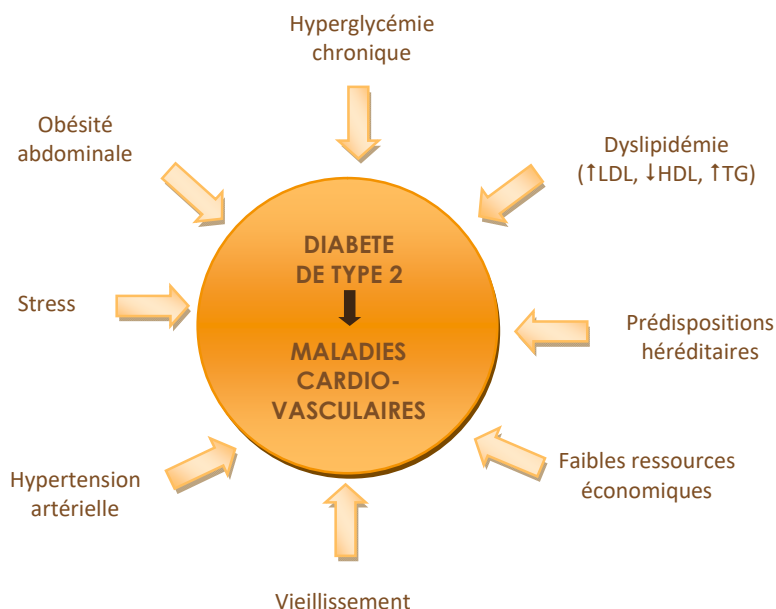 Hyperglycémie
chronique
Obésité
abdominale
Dyslipidémie
(↑LDL, ↓HDL, ↑TG)
DIABETE
DE TYPE 2
Stress
Prédispositions
héréditaires
MALADIES
CARDIO-
VASCULAIRES
Hypertension
artérielle
Faibles ressources
économiques
Vieillissement